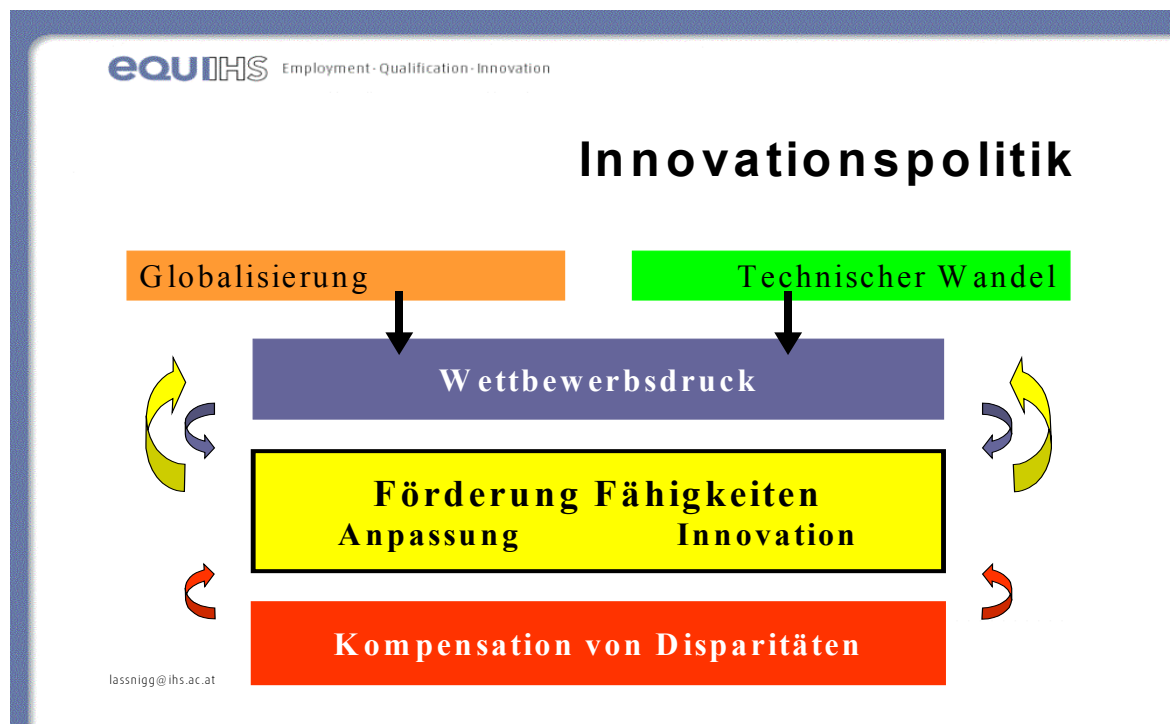 equiIHS Employment-Qualification-Innovation
Innovationspolitik
Globalisierung
Technischer Wandel
Wettbewerbsdruck
Förderung Fähigkeiten
Anpassung Innovation
Kompensation von Disparitäten
lassnigg@ihs.ac.at